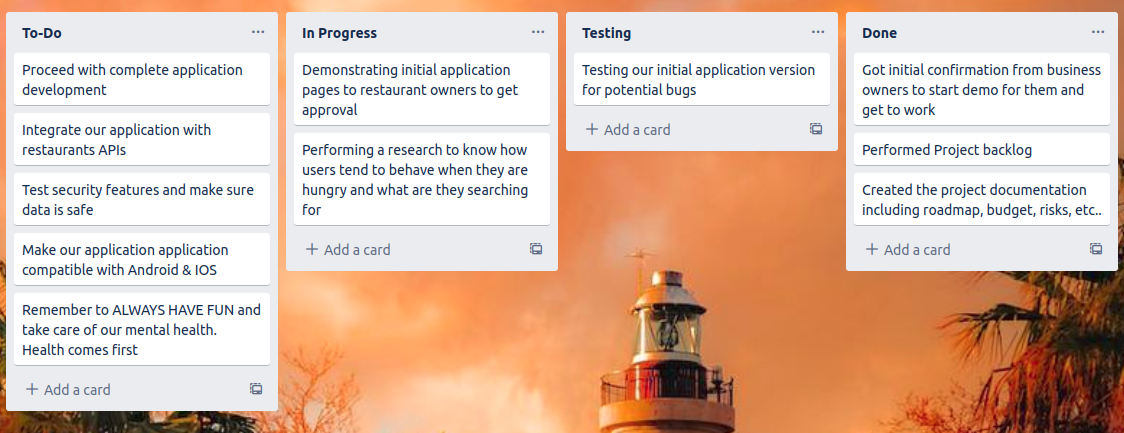 To-Do
Proceed with complete application
development
Integrate our application with
restaurants APIs
Test security features and make sure
data is safe
Make our application application
compatible with Android & IOS
Remember to ALWAYS HAVE FUN and
take care of our mental health.
Health comes first
Add a card
In Progress
Demonstrating initial application
pages to restaurant owners to get
approval
Performing a research to know how
users tend to behave when they are
hungry and what are they searching
for
Add a card
Testing
Testing our initial application version
for potential bugs
Add a card
Done
Got initial confirmation from business
owners to start demo for them and
get to work
Performed Project backlog
Created the project documentation
including roadmap, budget, risks, etc..
Add a card